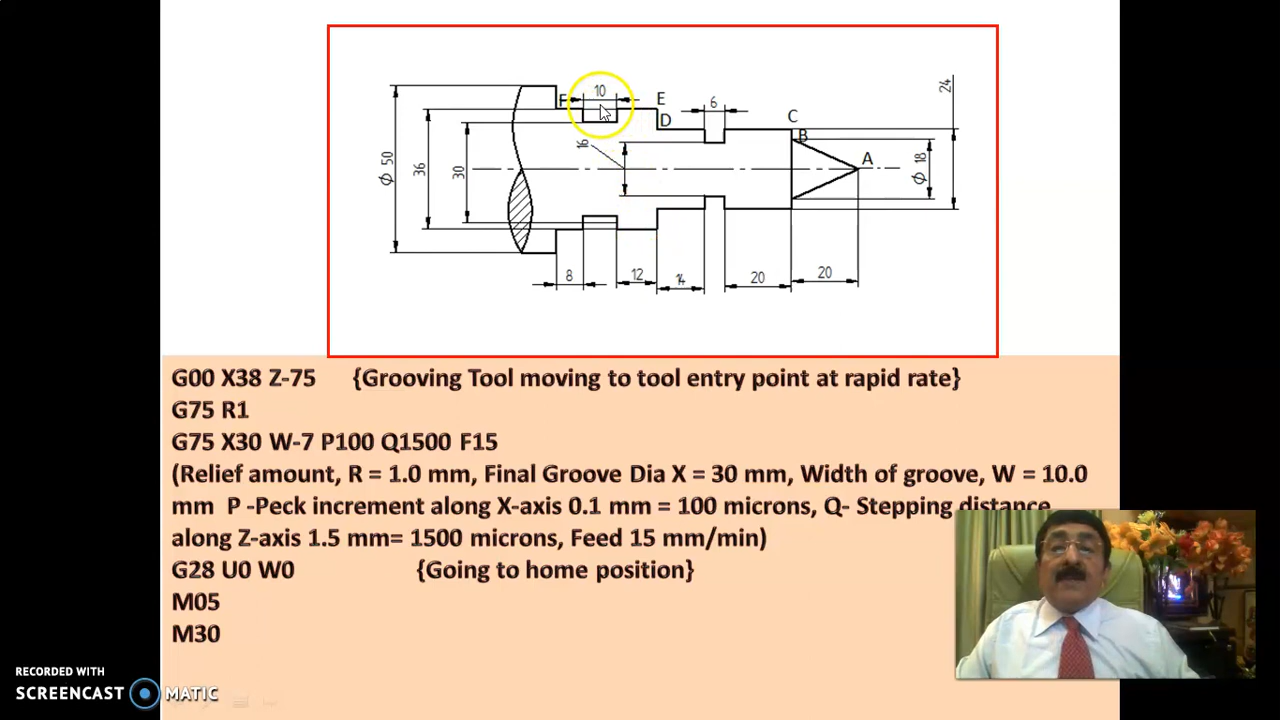 10
F
E
6
24
C
D
B
A
16
Φ 50
36
30
Φ 18
8
12
14
20
20
G00 X38 Z-75 {Grooving Tool moving to tool entry point at rapid rate}
G75 R1
G75 X30 W-7 P100 Q1500 F15
(Relief amount, R = 1.0 mm, Final Groove Dia X = 30 mm, Width of groove, W = 10.0
mm P -Peck increment along X-axis 0.1 mm = 100 microns, Q- Stepping distance
along Z-axis 1.5 mm= 1500 microns, Feed 15 mm/min)
G28 U0 W0 {Going to home position}
M05
M30
RECORDED WITH
SCREENCAST MATIC